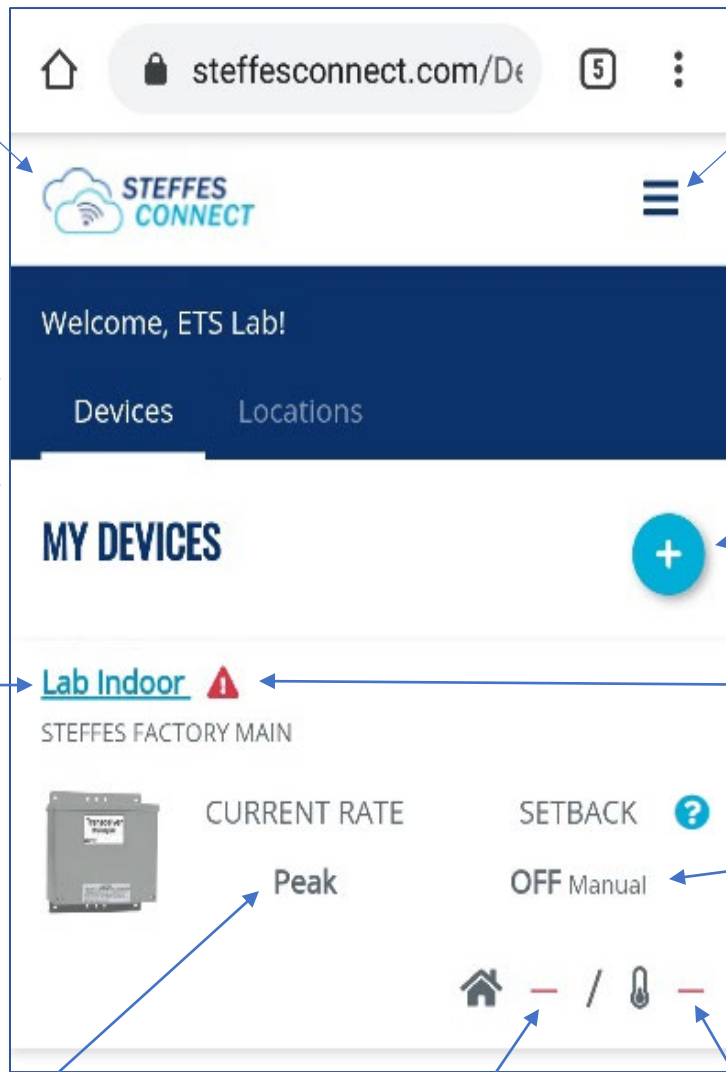 steffesconnect.com/De
5
STEFFES
CONNECT
Welcome, ETS Lab!
Devices Locations
MY DEVICES
+
Lab Indoor
STEFFES FACTORY MAIN
CURRENT RATE SETBACK ?
Peak OFF Manual
– / –